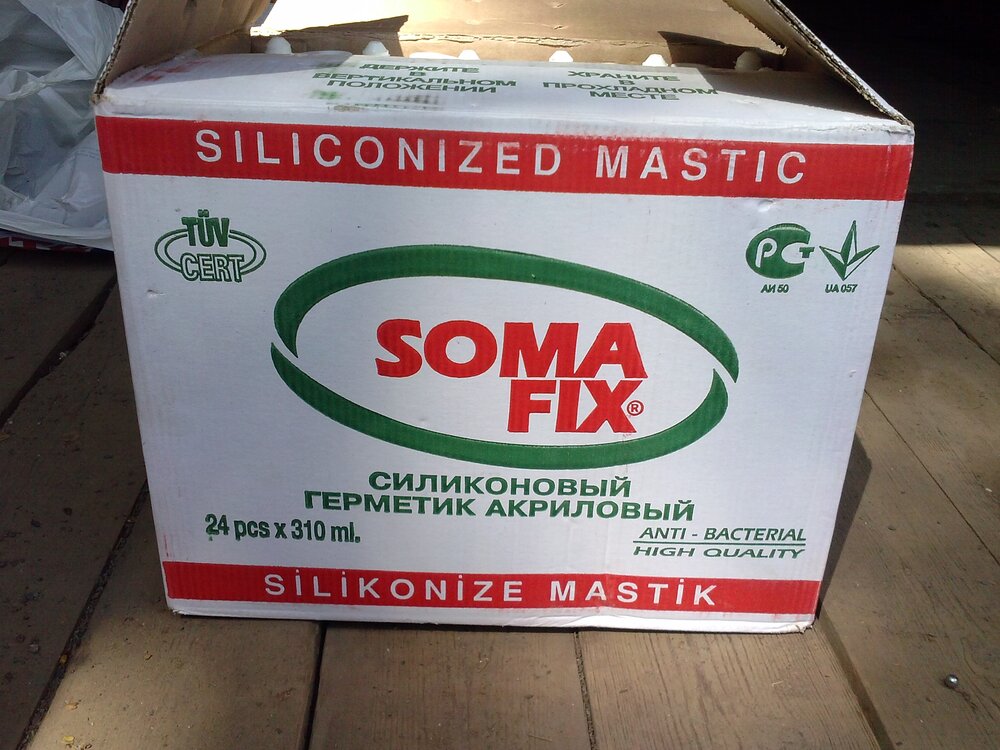 ДЕРЖИТЕ
В
ВЕРТИКАЛЬНОМ
ПОЛОЖЕНИИ
ХРАНИТЕ
В
ПРОХЛАДНОМ
МЕСТЕ
SILICONIZED MASTIC
TÜV
CERT
РСТ
АИ 50
UA 057
SOMA
FIX®
СИЛИКОНОВЫЙ
ГЕРМЕТИК АКРИЛОВЫЙ
24 pcs x 310 ml.
ANTI - BACTERIAL
HIGH QUALITY
SİLİKONİZE MASTİK